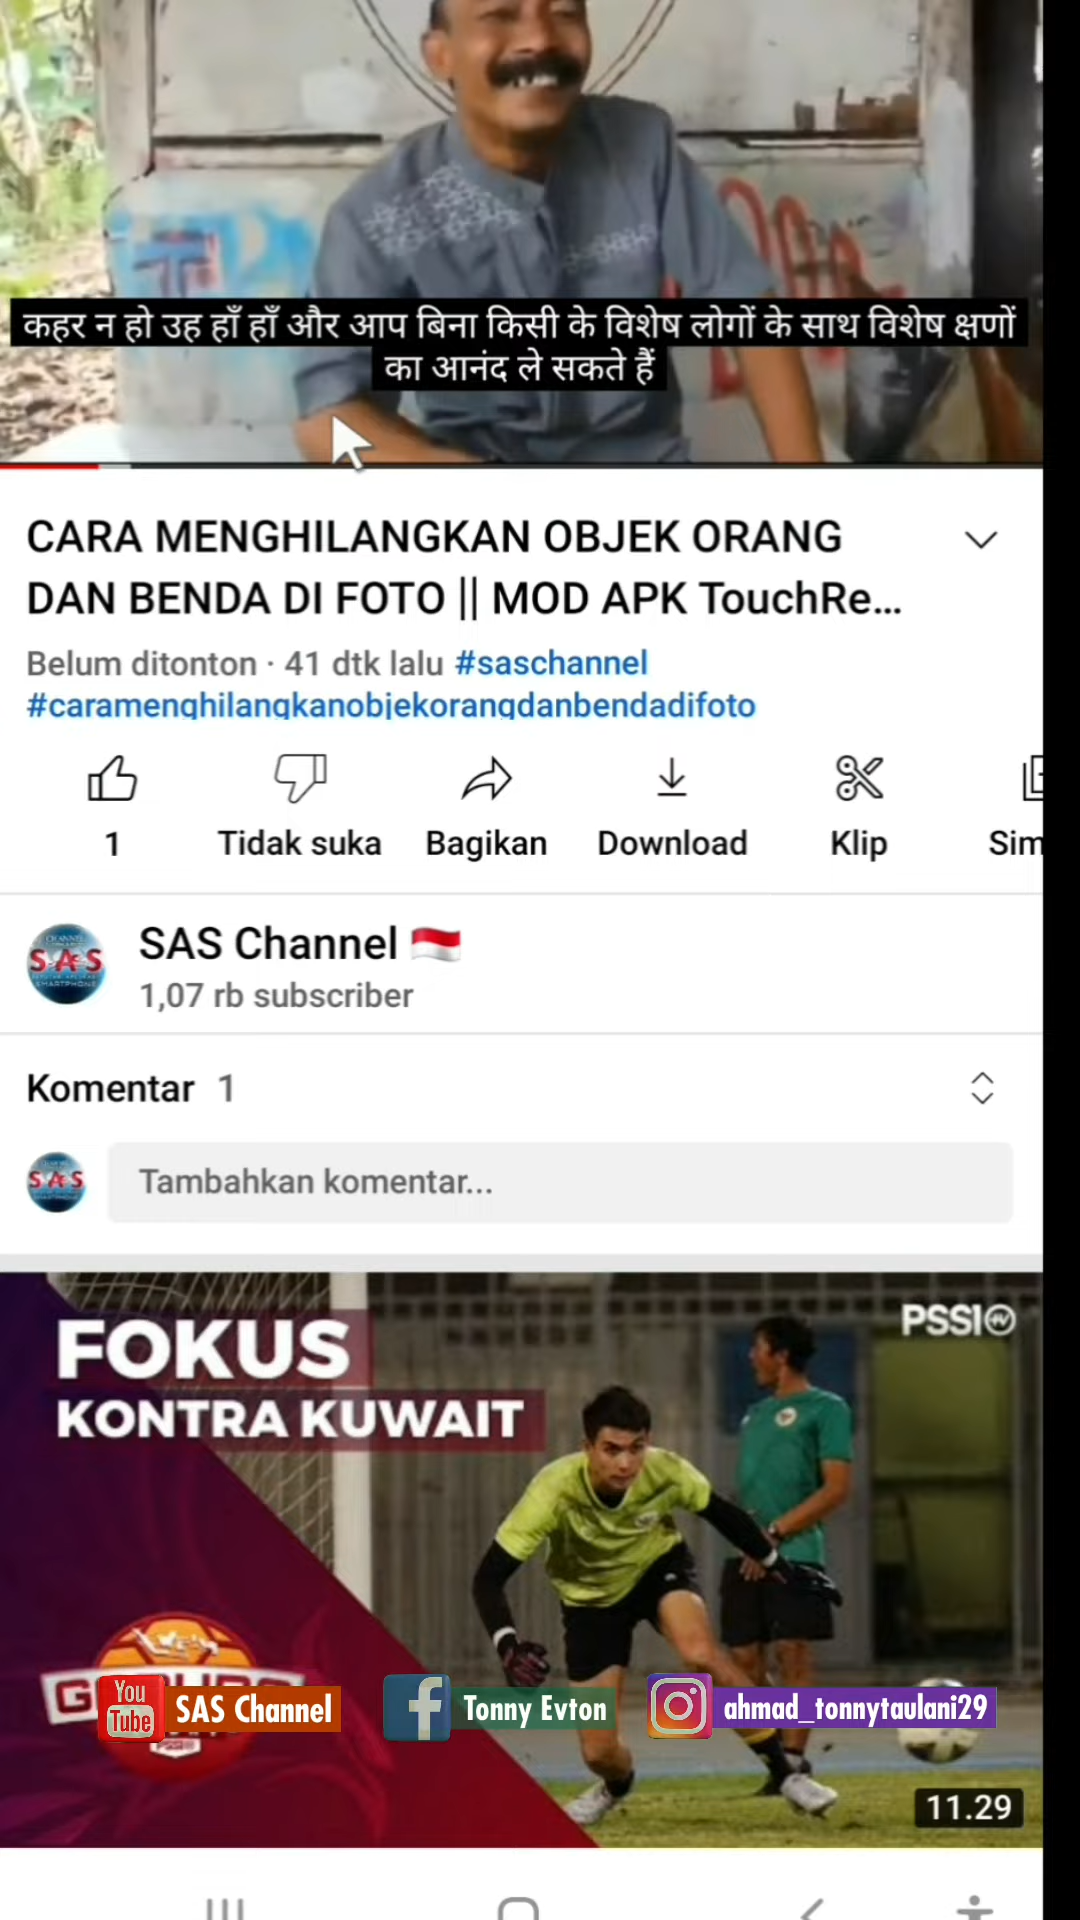 कहर न हो उह हाँ हाँ और आप बिना किसी के विशेष लोगों के साथ विशेष क्षणों
का आनंद ले सकते हैं
CARA MENGHILANGKAN OBJEK ORANG
DAN BENDA DI FOTO || MOD APK TouchRe...
Belum ditonton · 41 dtk lalu #saschannel
#caramenghilangkanobjekorangdanbendadifoto
1
Tidak suka
Bagikan
Download
Klip
Sim
SAS
SAS Channel
1,07 rb subscriber
Komentar 1
SAS
Tambahkan komentar...
PSSI
FOKUS
KONTRA KUWAIT
You
Tube
SAS Channel
Tonny Evton
ahmad_tonnytaulani29
11.29